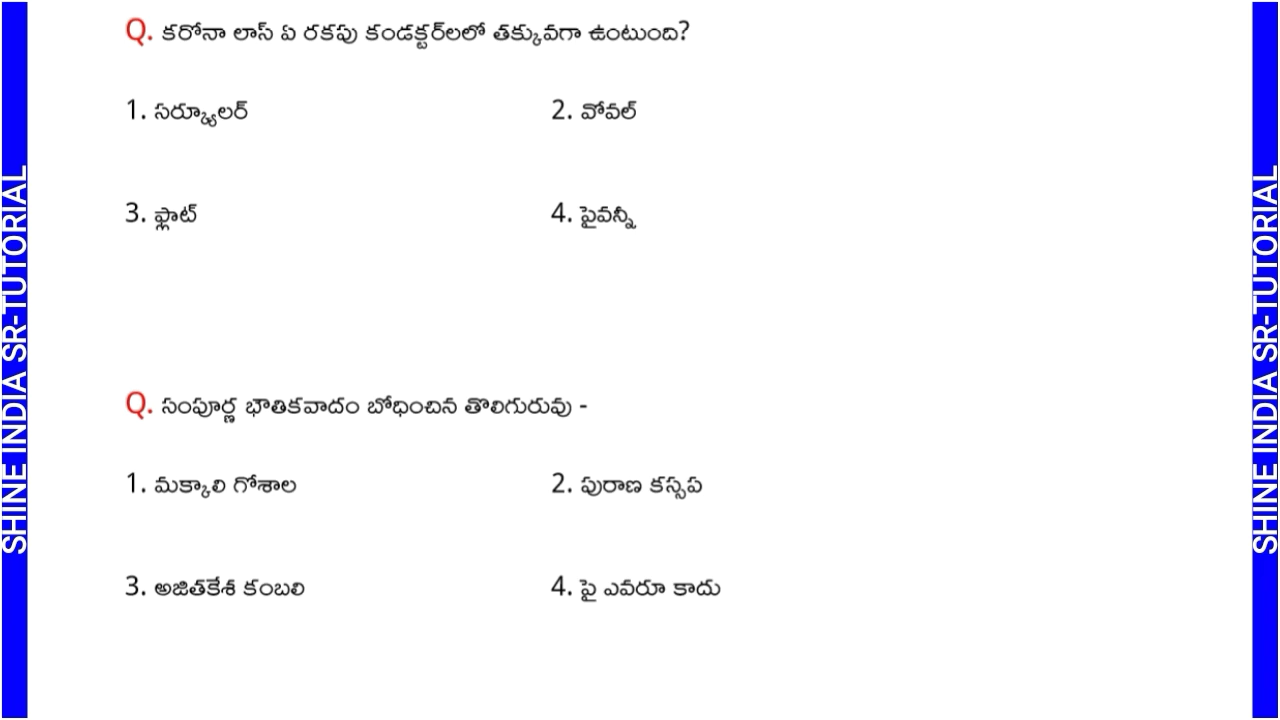 Q. కరోనా లాస్ ఏ రకపు కండక్టర్‌లలో తక్కువగా ఉంటుంది?
1. సర్క్యూలర్ 2. వోవల్
3. ఫ్లాట్ 4. పైవన్నీ
Q. సంపూర్ణ భౌతికవాదం బోధించిన తొలిగురువు -
1. మక్కాలి గోశాల 2. పురాణ కస్సప
3. అజితకేశ కంబలి 4. పై ఎవరూ కాదు
SHINE INDIA SR-TUTORIAL
SHINE INDIA SR-TUTORIAL